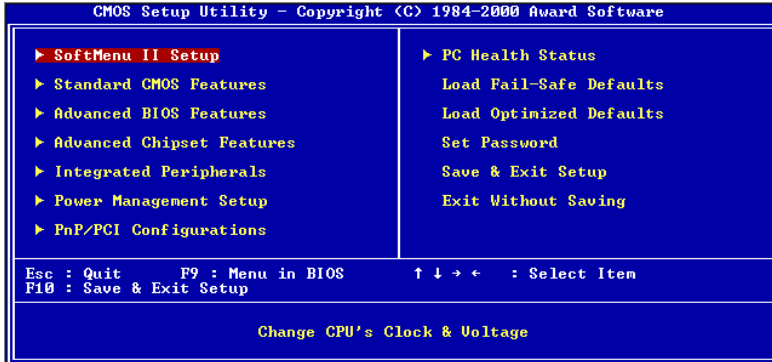 CMOS Setup Utility - Copyright (C) 1984-2000 Award Software
▶ SoftMenu II Setup
▶ Standard CMOS Features
▶ Advanced BIOS Features
▶ Advanced Chipset Features
▶ Integrated Peripherals
▶ Power Management Setup
▶ PnP/PCI Configurations
▶ PC Health Status
Load Fail-Safe Defaults
Load Optimized Defaults
Set Password
Save & Exit Setup
Exit Without Saving
Esc : Quit F9 : Menu in BIOS ↑ ↓ → ← : Select Item
F10 : Save & Exit Setup
Change CPU's Clock & Voltage